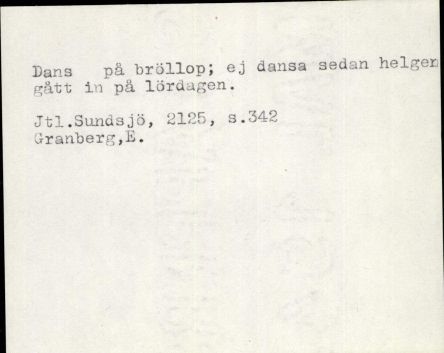 Dans på bröllop; ej dansa sedan helgen
gått in på lördagen.
Jtl.Sundsjö, 2125, s.342
Granberg,E.